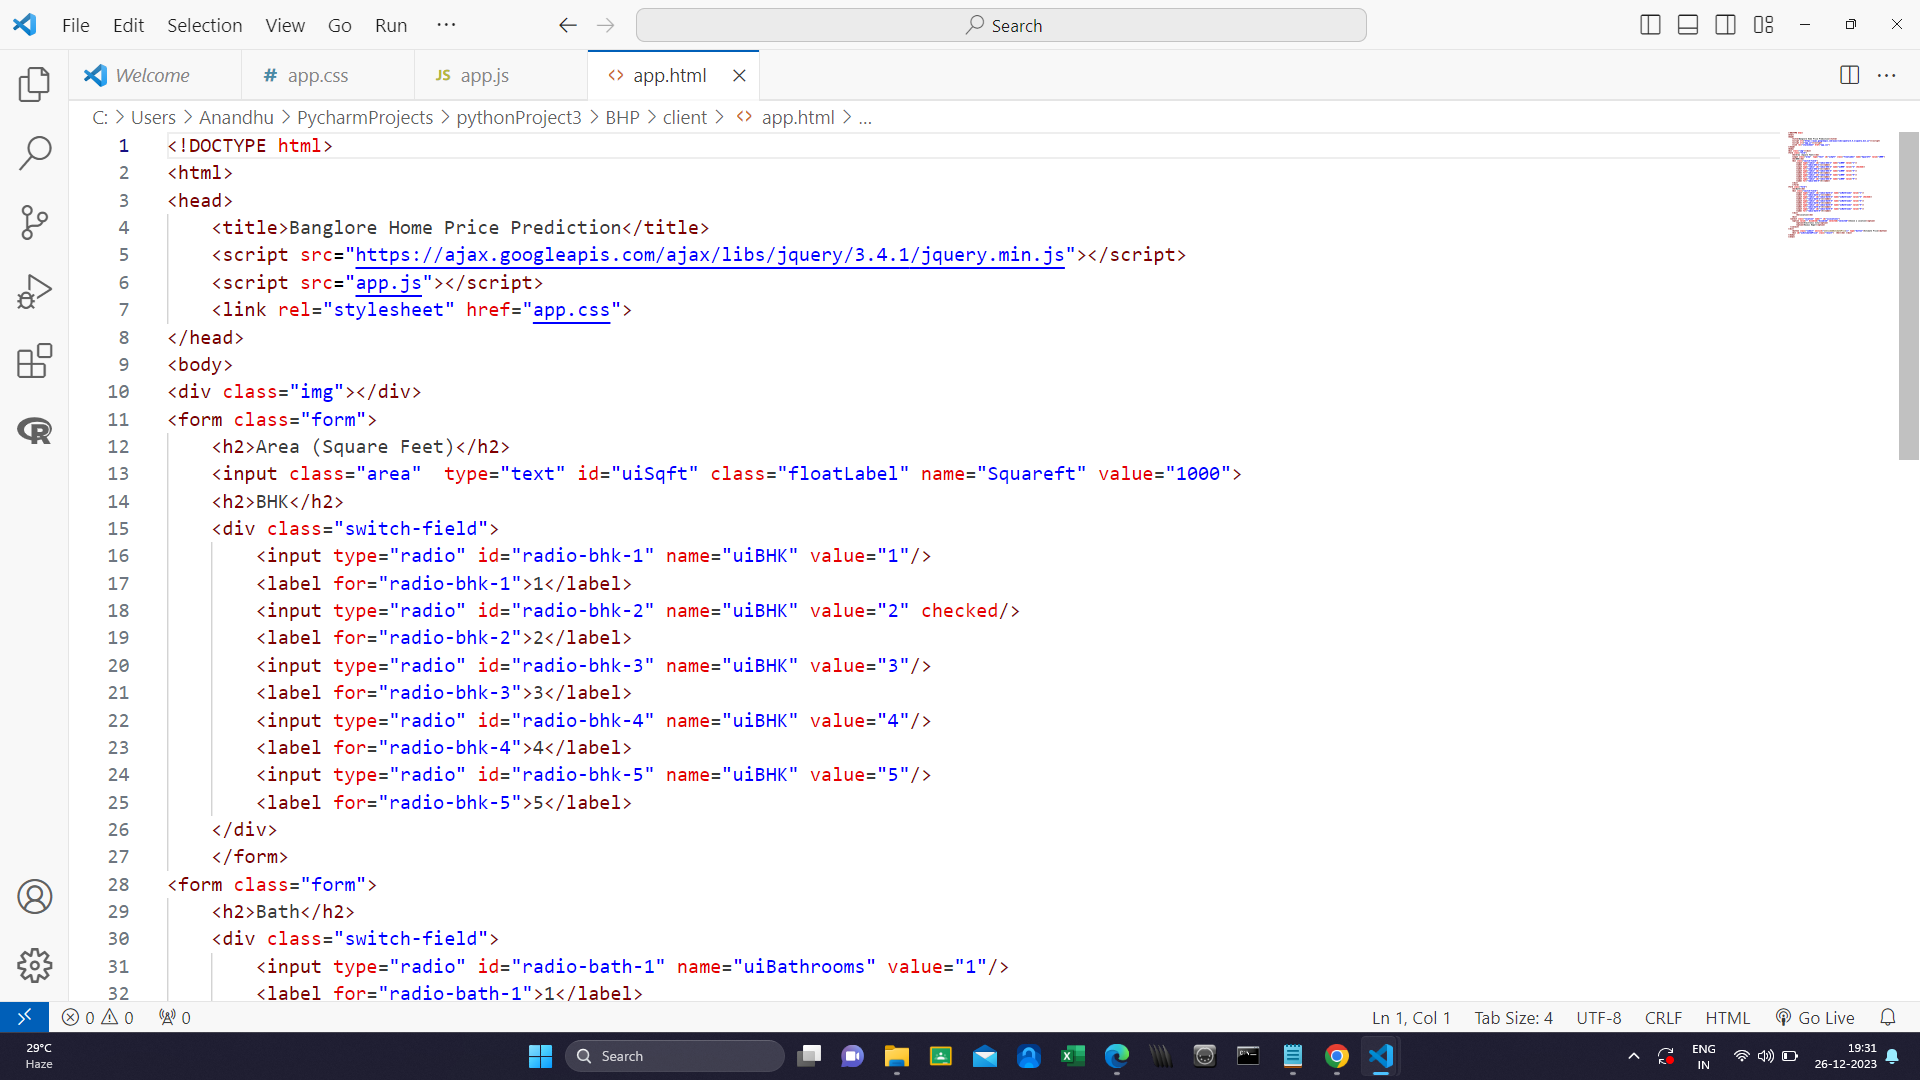 File Edit Selection View Go Run ··· Search
Welcome # app.css JS app.js <> app.html
C: > Users > Anandhu > PycharmProjects > pythonProject3 > BHP > client > <> app.html > ...
1 <!DOCTYPE html>
2 <html>
3 <head>
4 <title>Banglore Home Price Prediction</title>
5 <script src="https://ajax.googleapis.com/ajax/libs/jquery/3.4.1/jquery.min.js"></script>
6 <script src="app.js"></script>
7 <link rel="stylesheet" href="app.css">
8 </head>
9 <body>
10 <div class="img"></div>
11 <form class="form">
12 <h2>Area (Square Feet)</h2>
13 <input class="area"  type="text" id="uiSqft" class="floatLabel" name="Squareft" value="1000">
14 <h2>BHK</h2>
15 <div class="switch-field">
16 <input type="radio" id="radio-bhk-1" name="uiBHK" value="1"/>
17 <label for="radio-bhk-1">1</label>
18 <input type="radio" id="radio-bhk-2" name="uiBHK" value="2" checked/>
19 <label for="radio-bhk-2">2</label>
20 <input type="radio" id="radio-bhk-3" name="uiBHK" value="3"/>
21 <label for="radio-bhk-3">3</label>
22 <input type="radio" id="radio-bhk-4" name="uiBHK" value="4"/>
23 <label for="radio-bhk-4">4</label>
24 <input type="radio" id="radio-bhk-5" name="uiBHK" value="5"/>
25 <label for="radio-bhk-5">5</label>
26 </div>
27 </form>
28 <form class="form">
29 <h2>Bath</h2>
30 <div class="switch-field">
31 <input type="radio" id="radio-bath-1" name="uiBathrooms" value="1"/>
32 <label for="radio-bath-1">1</label>
0 0 0 Ln 1, Col 1 Tab Size: 4 UTF-8 CRLF HTML Go Live
29°C
Haze
Search
ENG
IN
19:31
26-12-2023